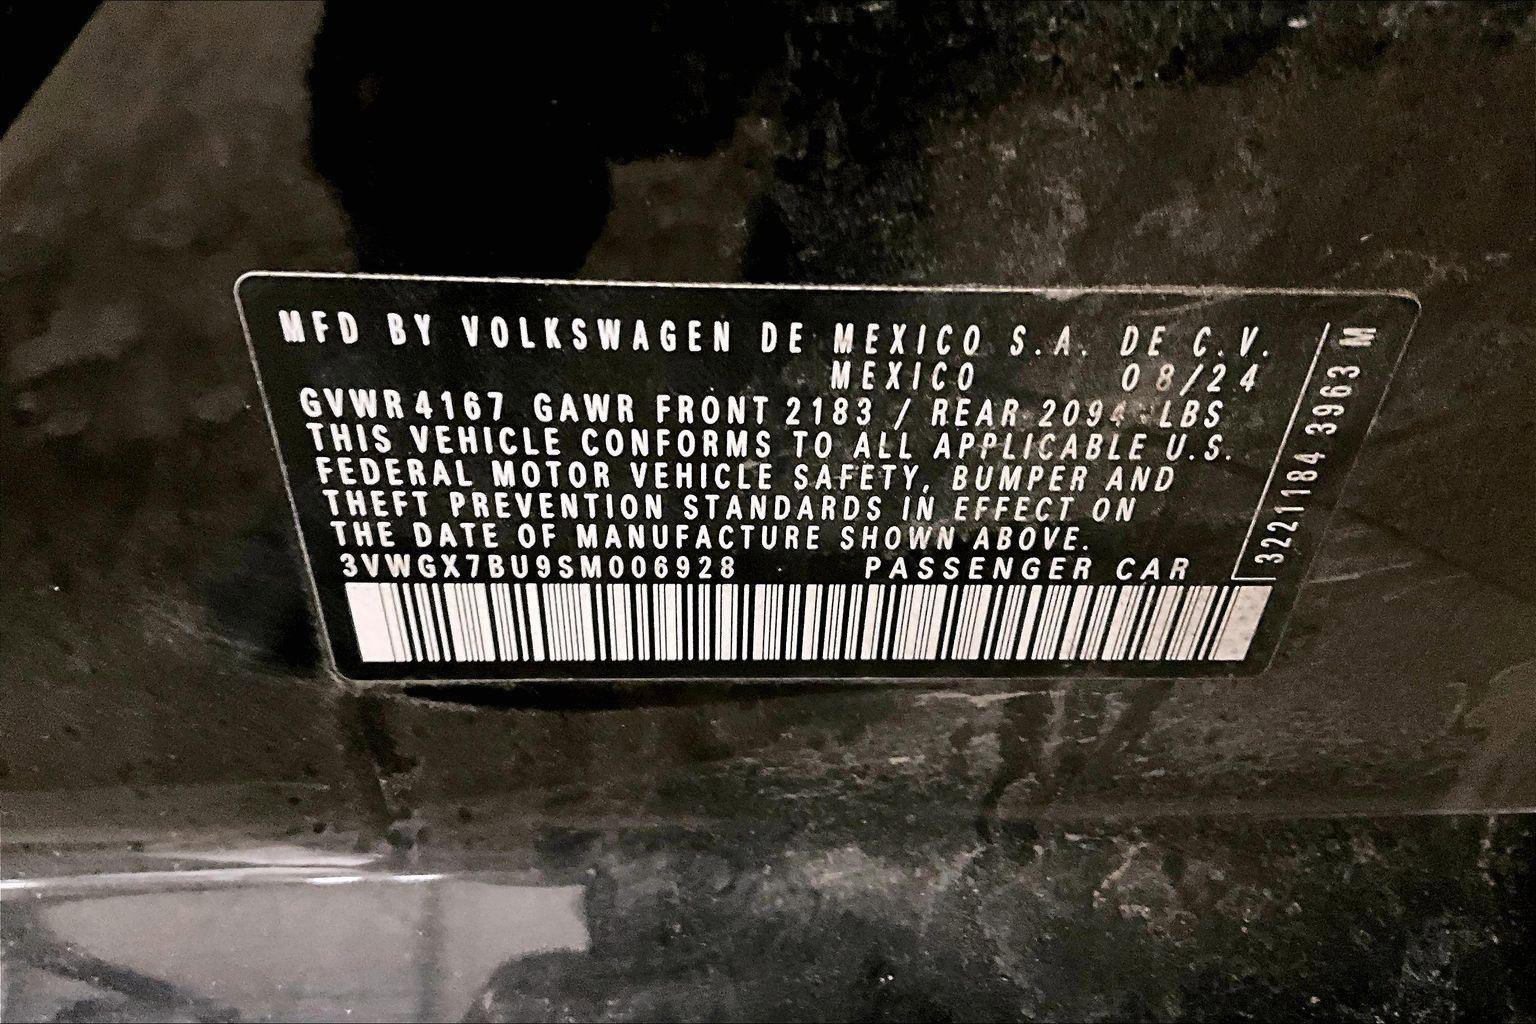 MFD BY VOLKSWAGEN DE MEXICO S.A. DE C.V.
MEXICO 08/24
GVWR 4167 GAWR FRONT 2183 / REAR 2094 LBS
THIS VEHICLE CONFORMS TO ALL APPLICABLE U.S.
FEDERAL MOTOR VEHICLE SAFETY, BUMPER AND
THEFT PREVENTION STANDARDS IN EFFECT ON
THE DATE OF MANUFACTURE SHOWN ABOVE.
3VWGX7BU9SM006928 PASSENGER CAR
3221184 3963 M